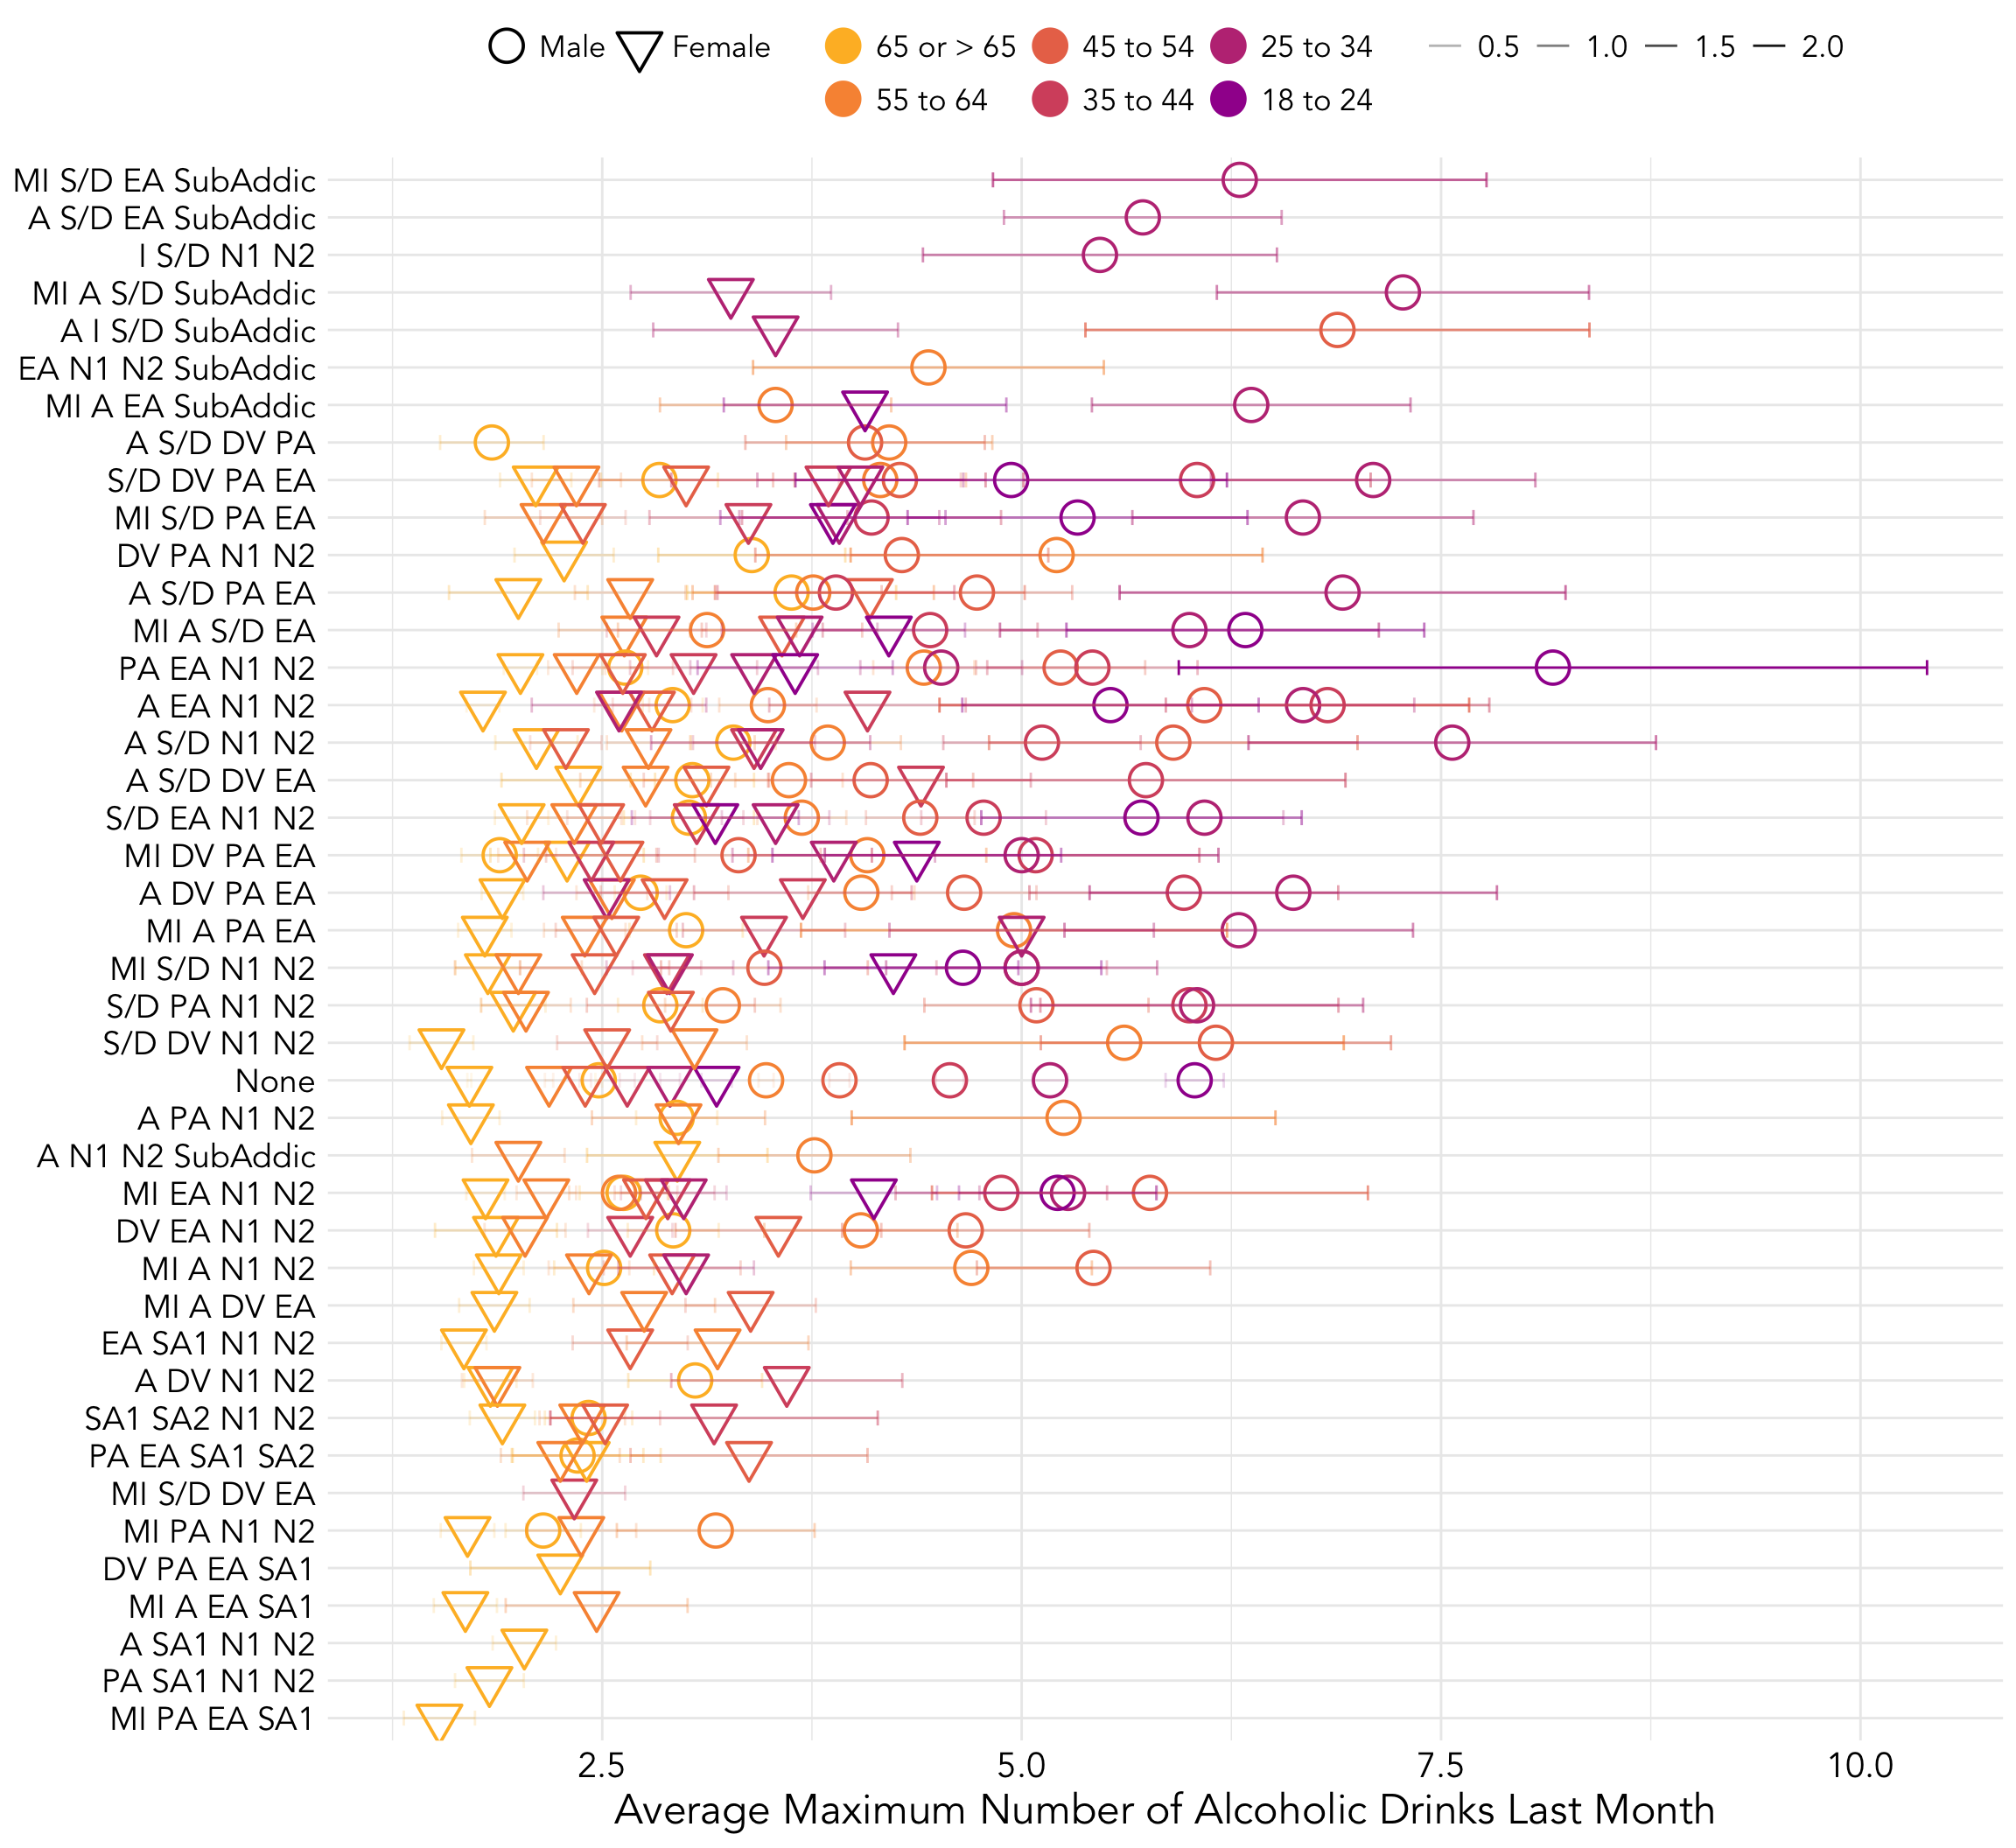 Male Female 65 or > 65 45 to 54 25 to 34 0.5 1.0 1.5 2.0
55 to 64 35 to 44 18 to 24
MI S/D EA SubAddic
A S/D EA SubAddic
I S/D N1 N2
MI A S/D SubAddic
A I S/D SubAddic
EA N1 N2 SubAddic
MI A EA SubAddic
A S/D DV PA
S/D DV PA EA
MI S/D PA EA
DV PA N1 N2
A S/D PA EA
MI A S/D EA
PA EA N1 N2
A EA N1 N2
A S/D N1 N2
A S/D DV EA
S/D EA N1 N2
MI DV PA EA
A DV PA EA
MI A PA EA
MI S/D N1 N2
S/D PA N1 N2
S/D DV N1 N2
None
A PA N1 N2
A N1 N2 SubAddic
MI EA N1 N2
DV EA N1 N2
MI A N1 N2
MI A DV EA
EA SA1 N1 N2
A DV N1 N2
SA1 SA2 N1 N2
PA EA SA1 SA2
MI S/D DV EA
MI PA N1 N2
DV PA EA SA1
MI A EA SA1
A SA1 N1 N2
PA SA1 N1 N2
MI PA EA SA1
2.5 5.0 7.5 10.0
Average Maximum Number of Alcoholic Drinks Last Month